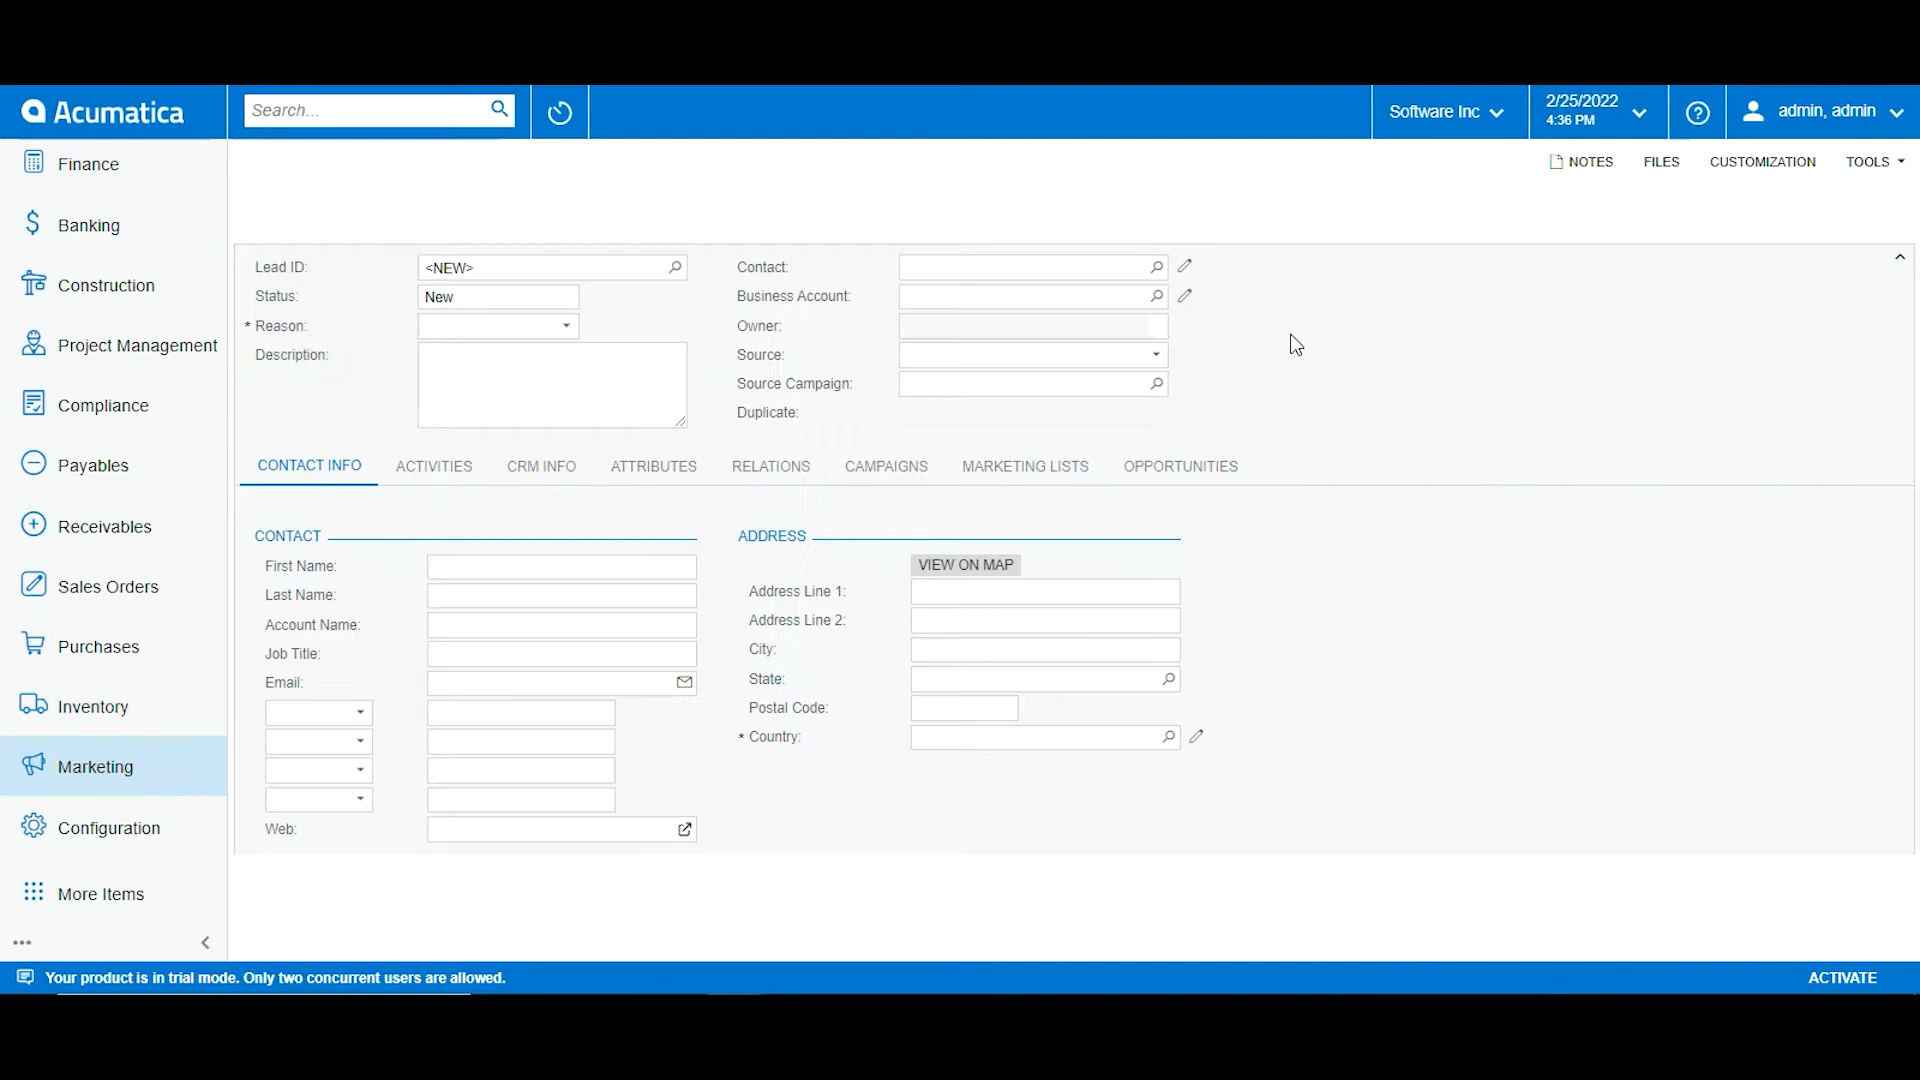 Acumatica
Search...
Software Inc
2/25/2022
4:36 PM
admin, admin
NOTES FILES CUSTOMIZATION TOOLS
Finance
Banking
Construction
Project Management
Compliance
Payables
Receivables
Sales Orders
Purchases
Inventory
Marketing
Configuration
More Items
Lead ID: <NEW>
Status: New
* Reason:
Description:
Contact:
Business Account:
Owner:
Source:
Source Campaign:
Duplicate:
CONTACT INFO ACTIVITIES CRM INFO ATTRIBUTES RELATIONS CAMPAIGNS MARKETING LISTS OPPORTUNITIES
CONTACT
First Name:
Last Name:
Account Name:
Job Title:
Email:
Web:
ADDRESS
VIEW ON MAP
Address Line 1:
Address Line 2:
City:
State:
Postal Code:
* Country:
Your product is in trial mode. Only two concurrent users are allowed.
ACTIVATE